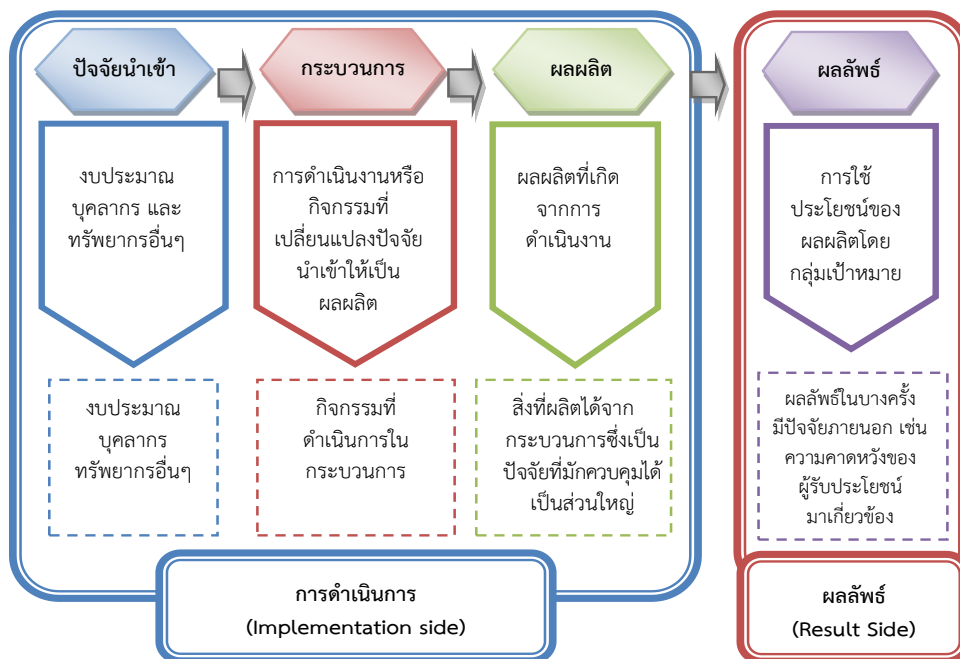 ปัจจัยนำเข้า
กระบวนการ
ผลผลิต
ผลลัพธ์
งบประมาณ
บุคลากร และ
ทรัพยากรอื่นๆ
การดำเนินงานหรือ
กิจกรรมที่
เปลี่ยนแปลงปัจจัย
นำเข้าให้เป็น
ผลผลิต
ผลผลิตที่เกิด
จากการ
ดำเนินงาน
การใช้
ประโยชน์ของ
ผลผลิตโดย
กลุ่มเป้าหมาย
งบประมาณ
บุคลากร
ทรัพยากรอื่นๆ
กิจกรรมที่
ดำเนินการใน
กระบวนการ
สิ่งที่ผลิตได้จาก
กระบวนการซึ่งเป็น
ปัจจัยที่มักควบคุมได้
เป็นส่วนใหญ่
ผลลัพธ์ในบางครั้ง
มีปัจจัยภายนอก เช่น
ความคาดหวังของ
ผู้รับประโยชน์
มาเกี่ยวข้อง
การดำเนินการ
(Implementation side)
ผลลัพธ์
(Result Side)